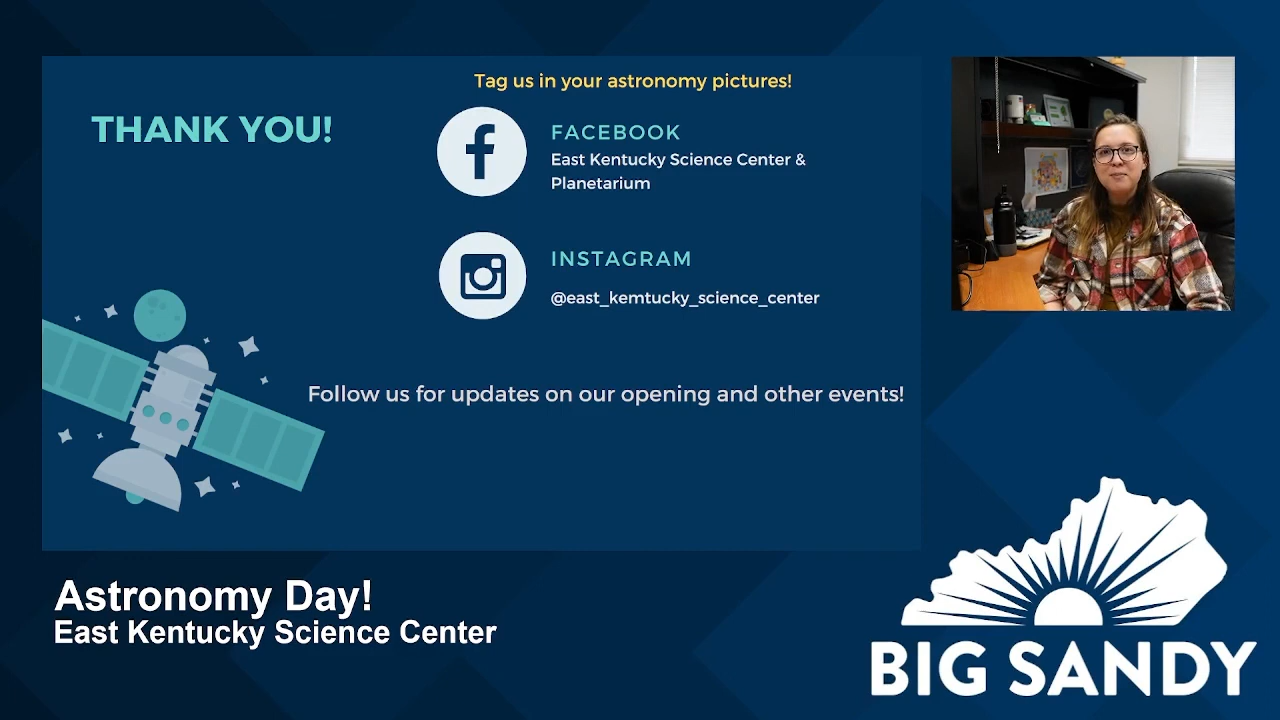 Tag us in your astronomy pictures!
THANK YOU!
FACEBOOK
East Kentucky Science Center &
Planetarium
INSTAGRAM
@east_kemtucky_science_center
Follow us for updates on our opening and other events!
Astronomy Day!
East Kentucky Science Center
BIG SANDY